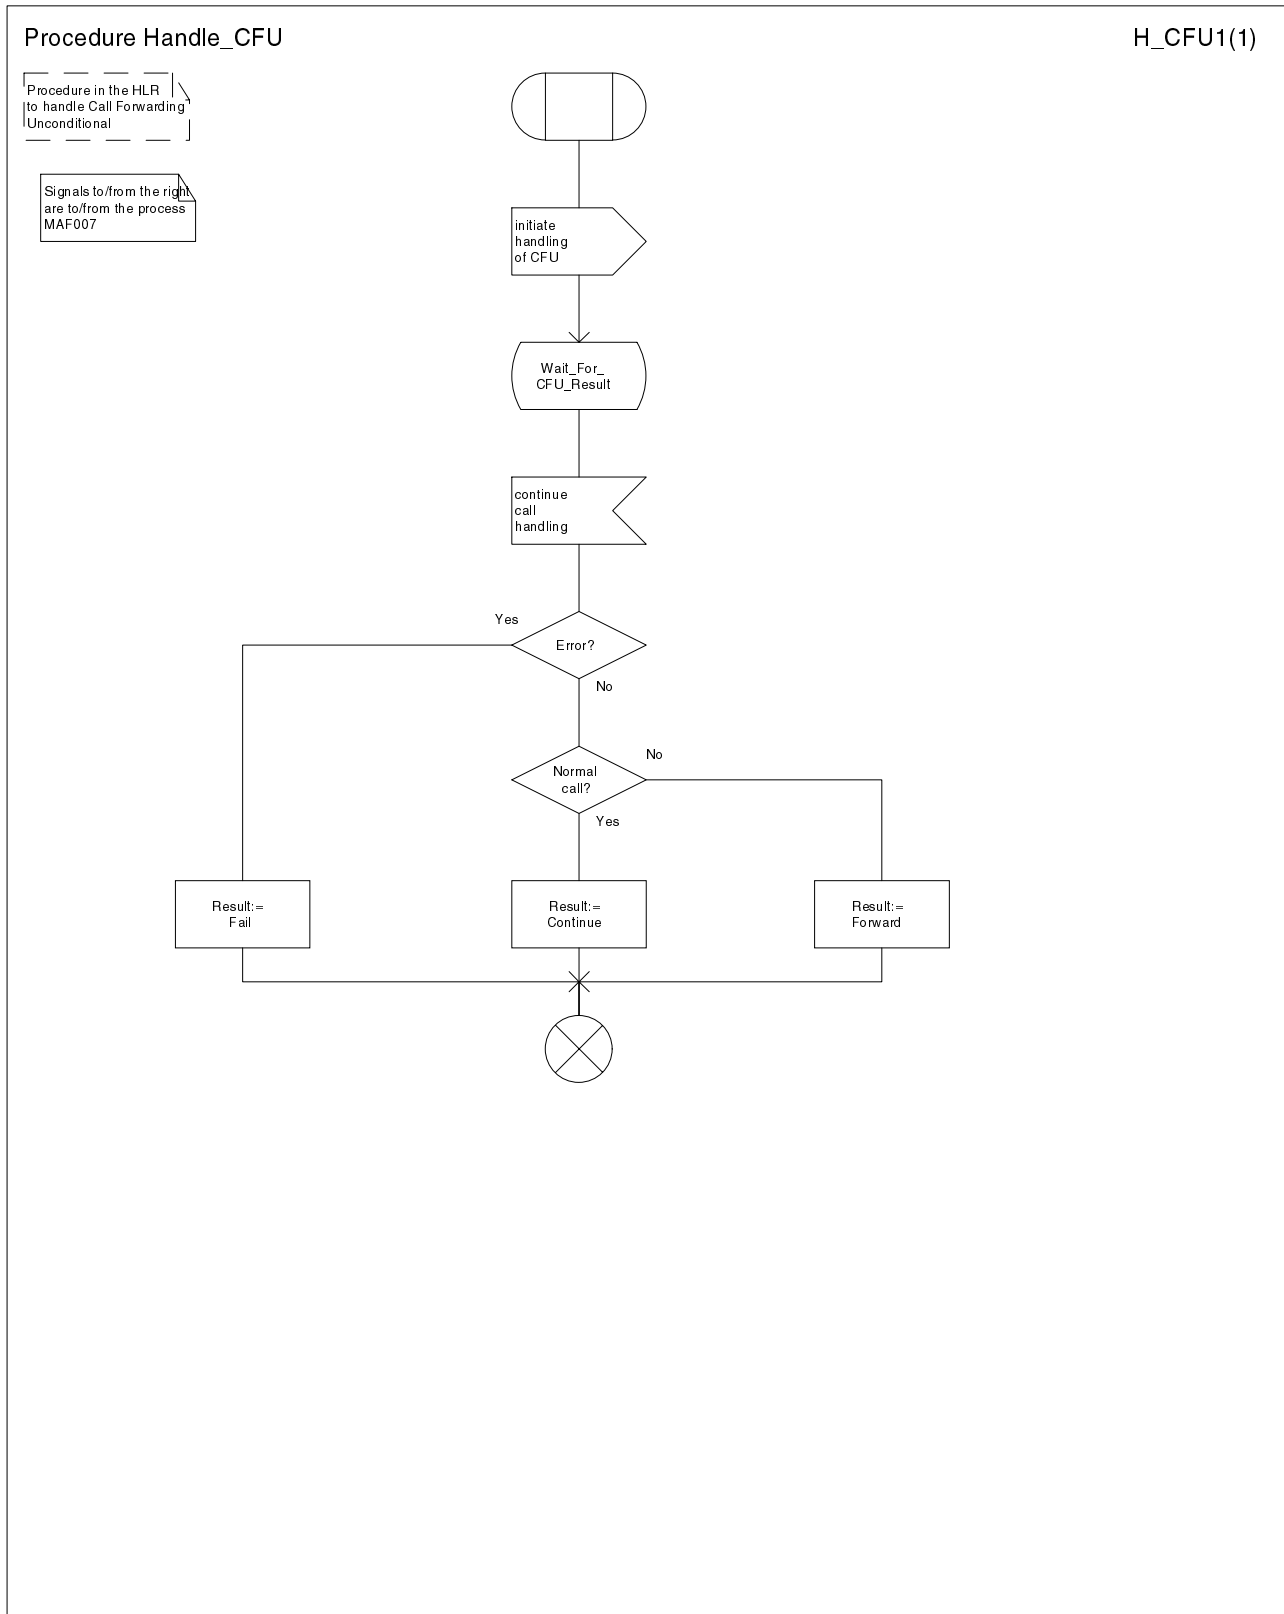 Procedure Handle_CFU
H_CFU1(1)
Procedure in the HLR
to handle Call Forwarding
Unconditional
Signals to/from the right
are to/from the process
MAF007
initiate
handling
of CFU
Wait_For_
CFU_Result
continue
call
handling
Yes
Error?
No
No
Normal
call?
Yes
Result:=
Fail
Result:=
Continue
Result:=
Forward